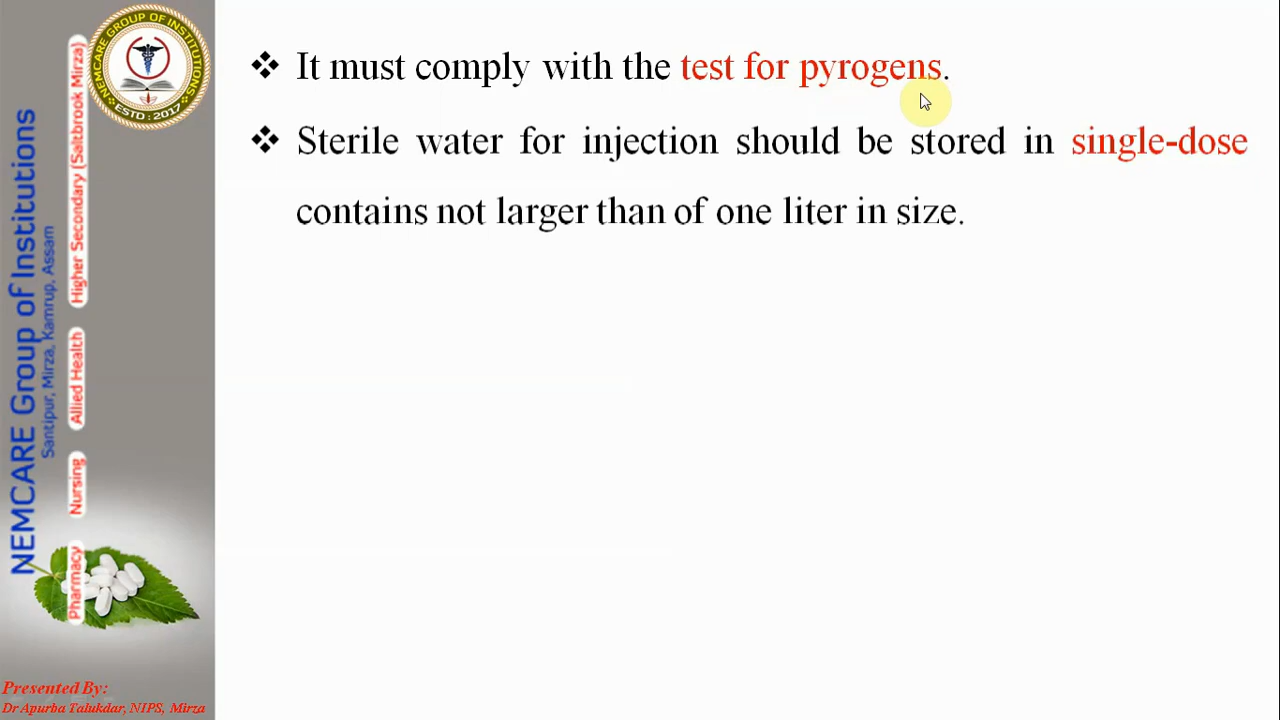 ❖ It must comply with the test for pyrogens.
❖ Sterile water for injection should be stored in single-dose
contains not larger than of one liter in size.
NEMCARE GROUP OF INSTITUTIONS
ESTD : 2017
NEMCARE Group of Institutions
Santipur, Mirza, Kamrup, Assam
Pharmacy Nursing Allied Health Higher Secondary (Saltbrook Mirza)
Presented By:
Dr Apurba Talukdar, NIPS, Mirza